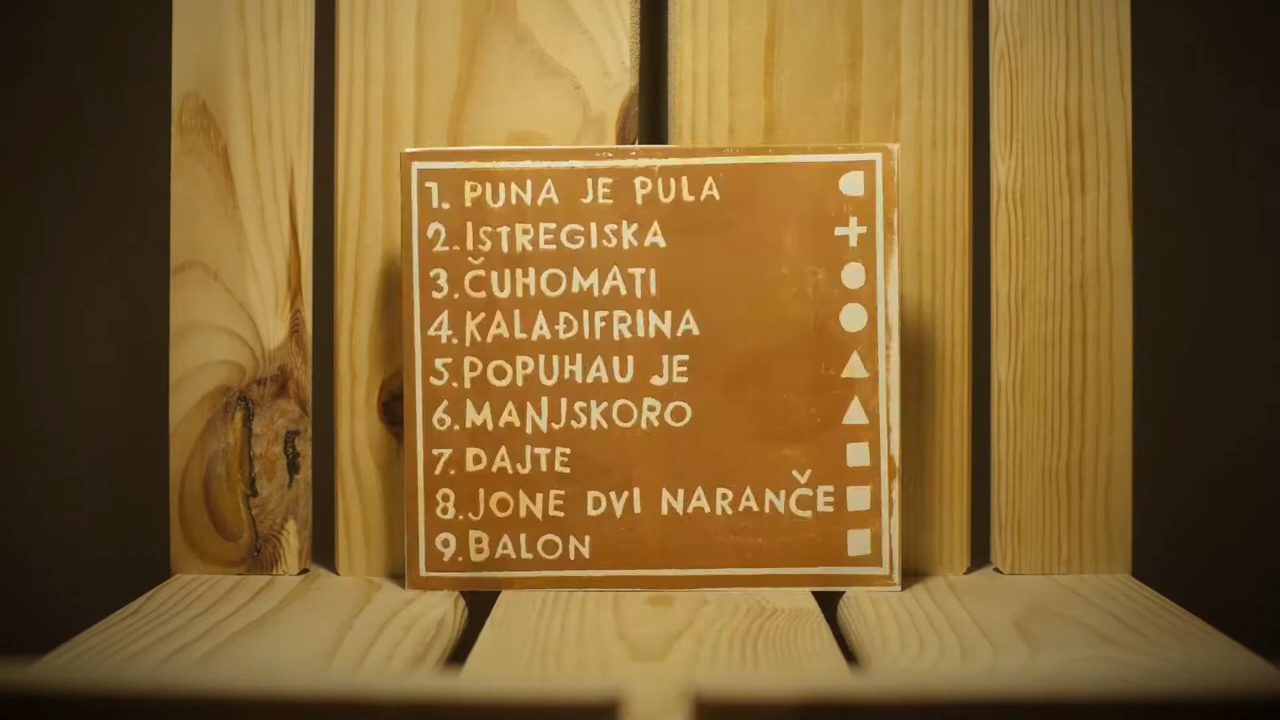 1. PUNA JE PULA
2. ISTREGISKA
3. ČUHOMATI
4. KALAĐIFRINA
5. POPUHAU JE
6. MANJSKORO
7. DAJTE
8. JONE DVI NARANČE
9. BALON